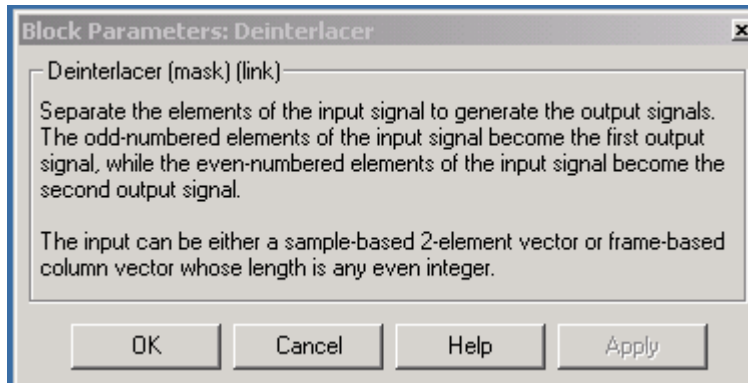 Block Parameters: Deinterlacer
Deinterlacer (mask) (link)
Separate the elements of the input signal to generate the output signals.
The odd-numbered elements of the input signal become the first output
signal, while the even-numbered elements of the input signal become the
second output signal.
The input can be either a sample-based 2-element vector or frame-based
column vector whose length is any even integer.
OK Cancel Help Apply